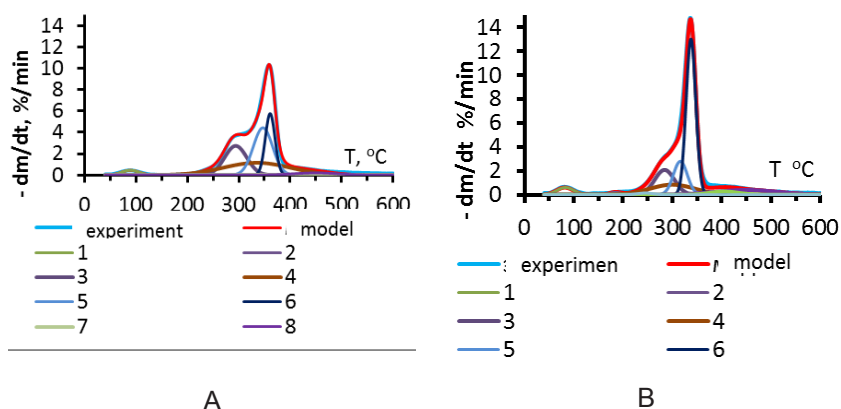 - dm/dt, %/min
14
12
10
8
6
4
2
0
T, °C
0 100 200 300 400 500 600
experiment model
1 2
3 4
5 6
7 8
A
- dm/dt %/min
14
12
10
8
6
4
2
0
T °C
0 100 200 300 400 500 600
experimen model
1 2
3 4
5 6
B